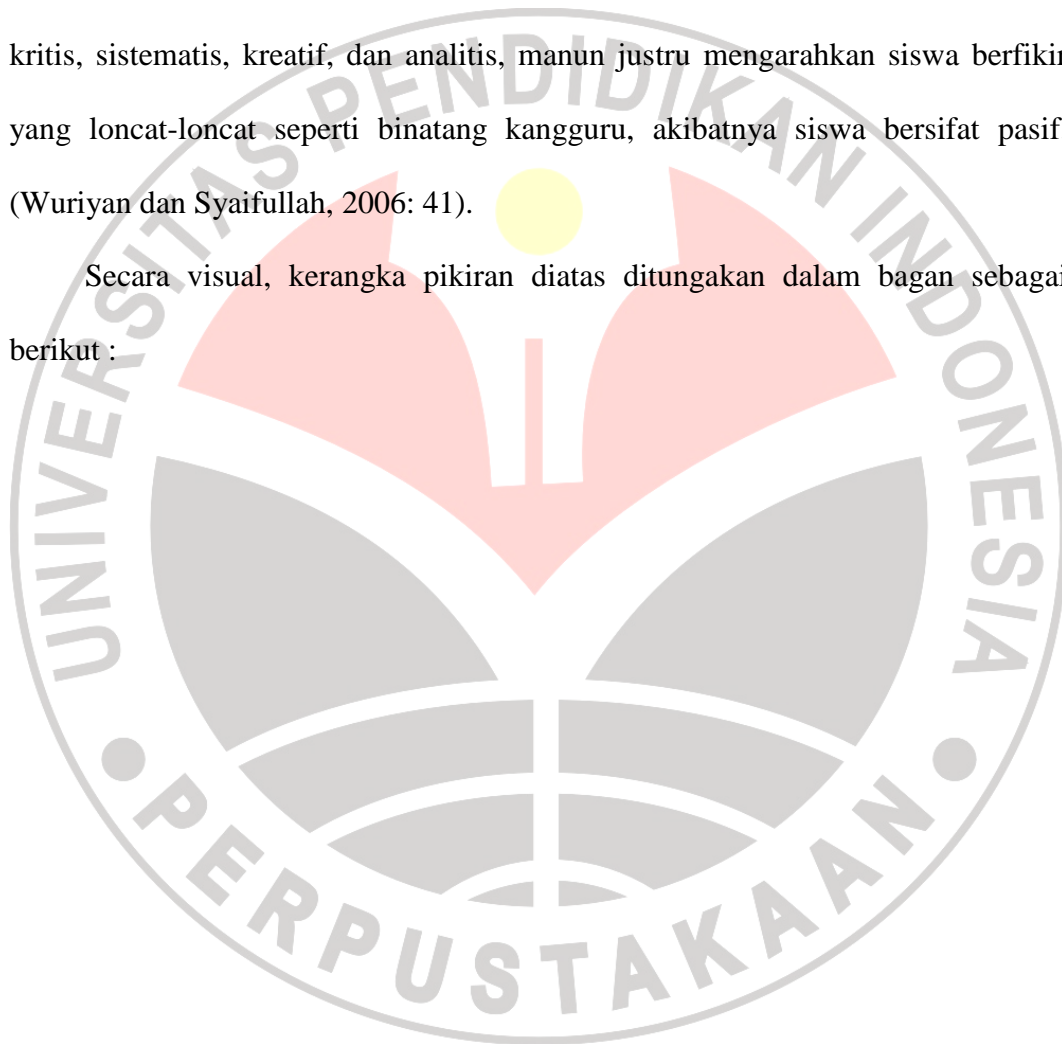 kritis, sistematis, kreatif, dan analitis, manun justru mengarahkan siswa berfikir
yang loncat-loncat seperti binatang kangguru, akibatnya siswa bersifat pasif
(Wuriyan dan Syaifullah, 2006: 41).
Secara visual, kerangka pikiran diatas ditungakan dalam bagan sebagai
berikut :
UNIVERSITAS PENDIDIKAN INDONESIA
PERPUSTAKAAN